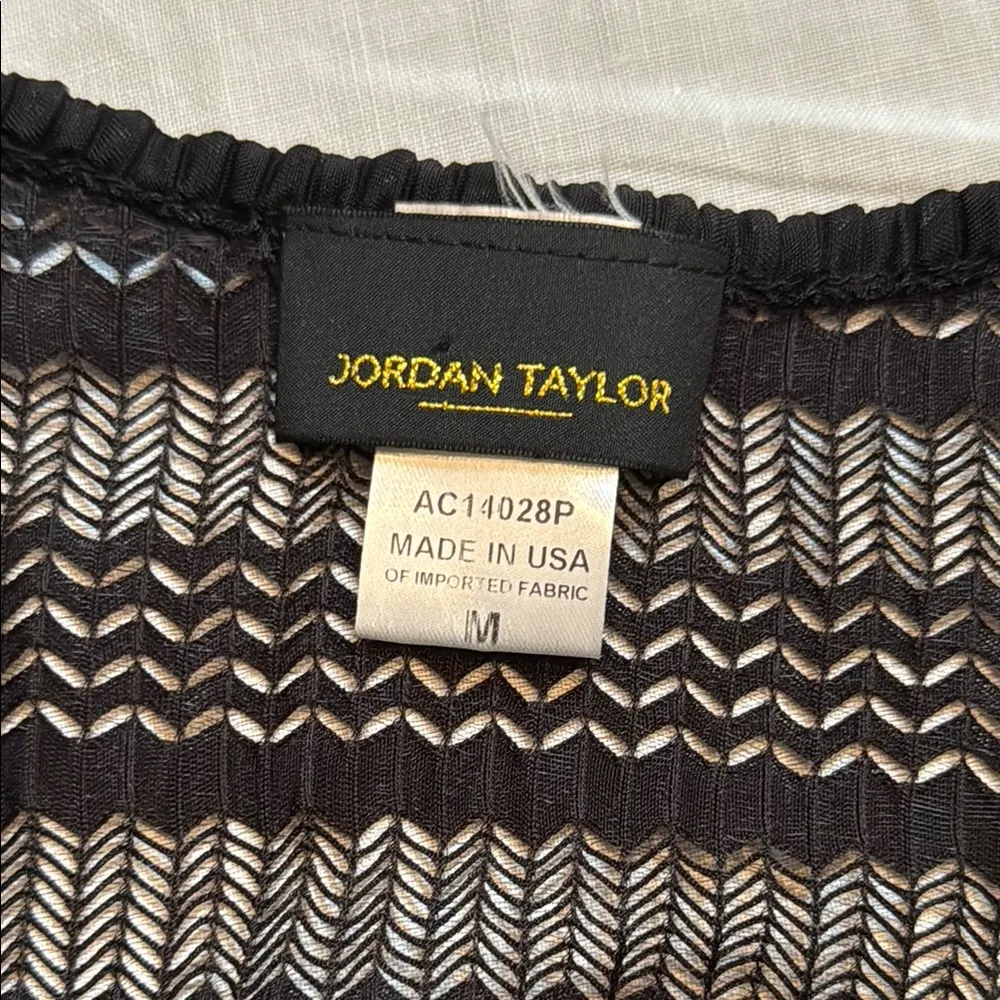 JORDAN TAYLOR
AC14028P
MADE IN USA
OF IMPORTED FABRIC
M